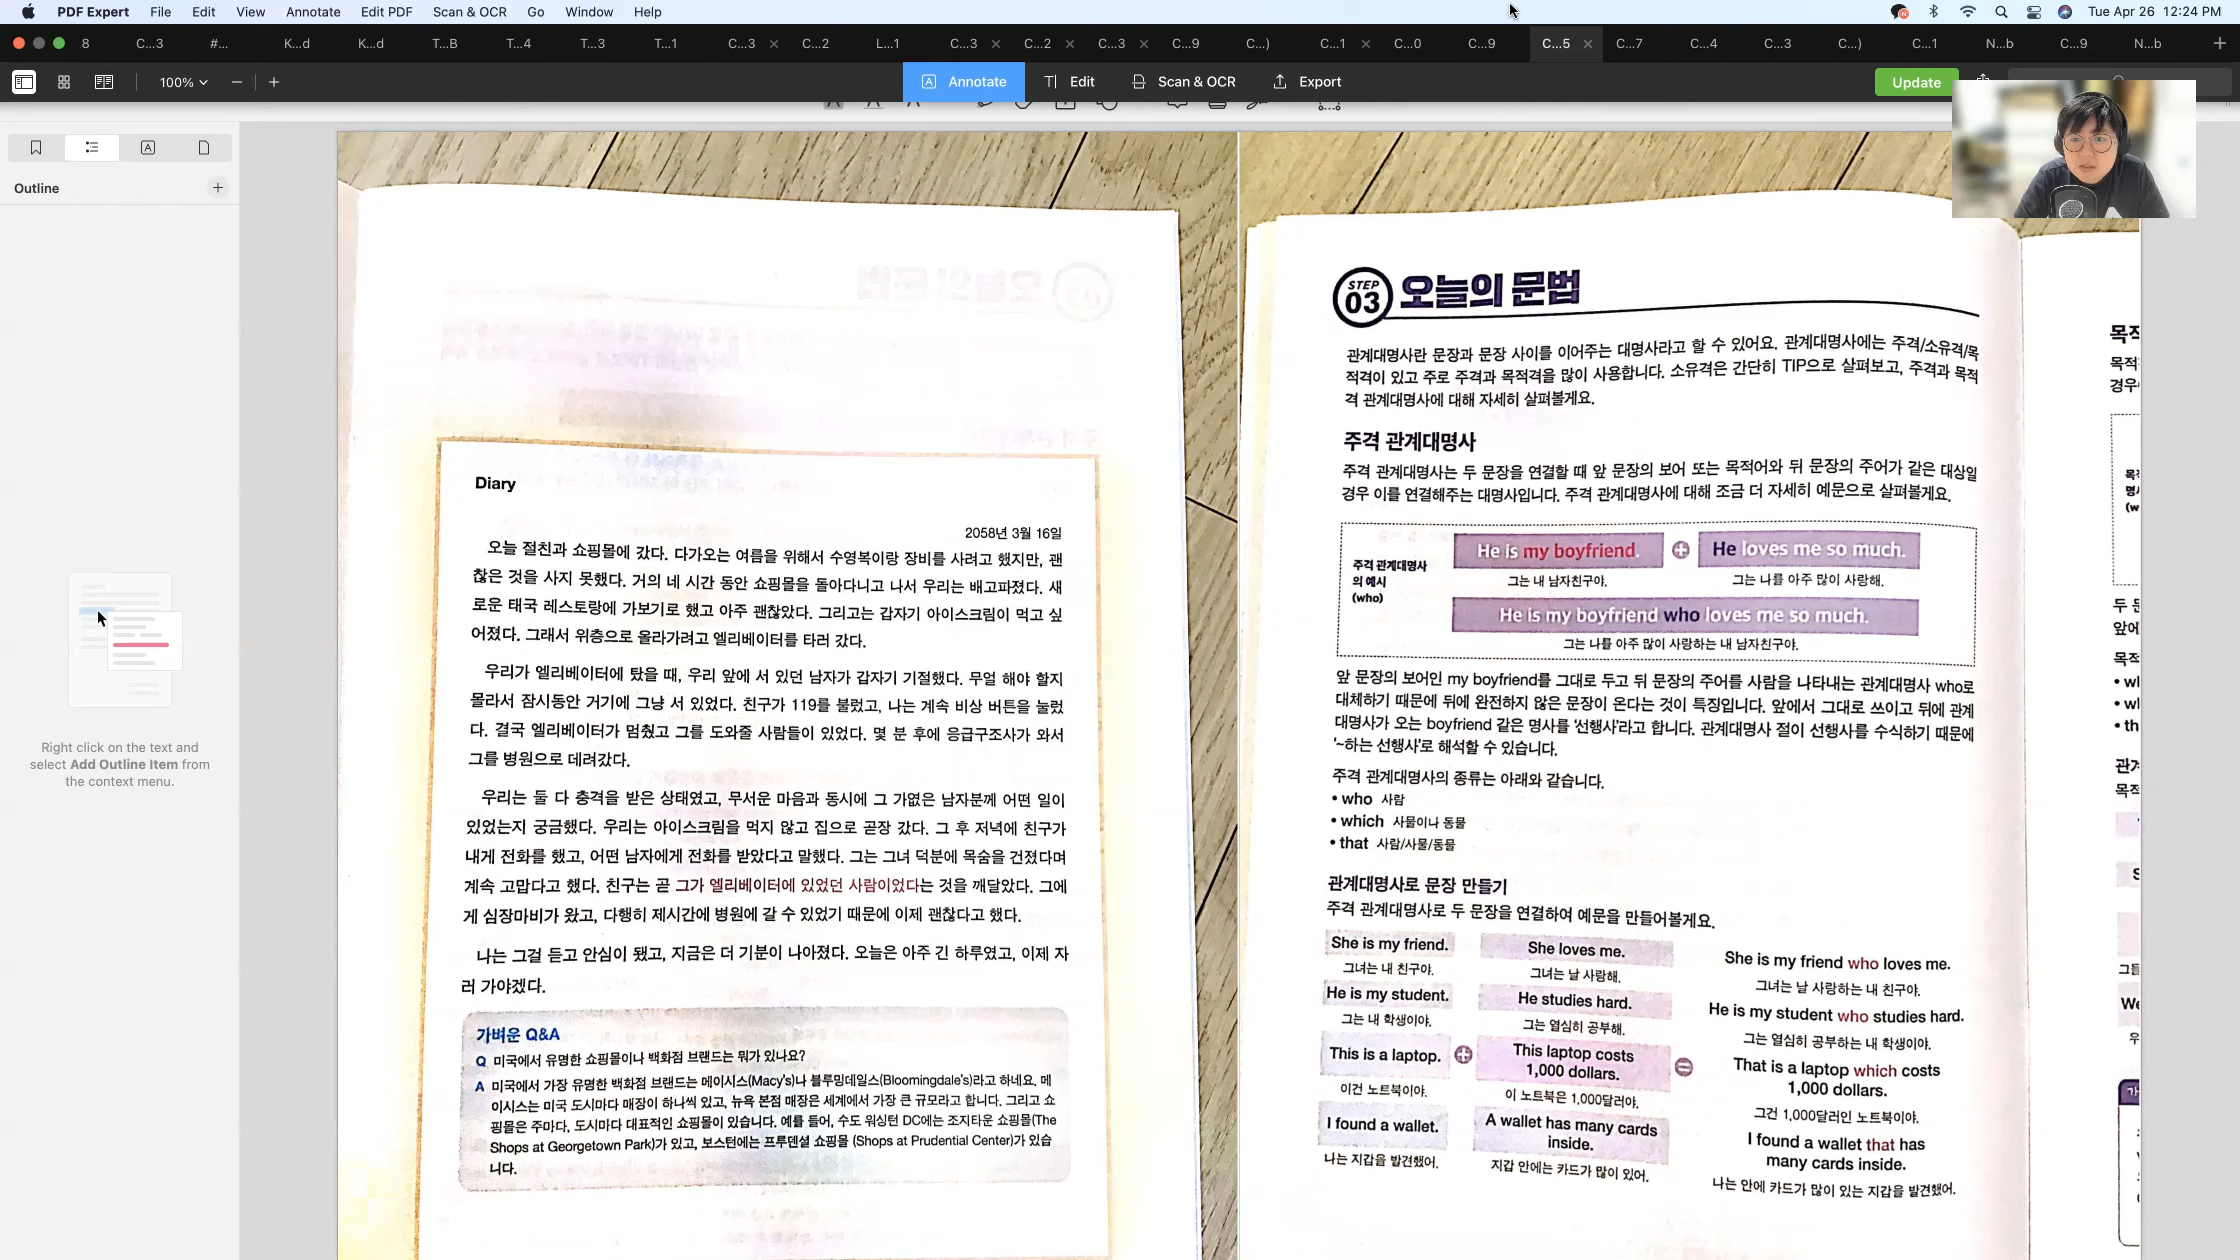 PDF Expert File Edit View Annotate Edit PDF Scan & OCR Go Window Help
Tue Apr 26 12:24 PM
8 C...3 #... K...d K...d T...B T...4 T...3 T...1 C...3 C...2 L...1 C...3 C...2 C...3 C...9 C...) C...1 C...0 C...9 C...5 C...7 C...4 C...3 C...) C...1 N...b C...9 N...b
100%
Annotate Edit Scan & OCR Export
Update
Outline
Right click on the text and
select Add Outline Item from
the context menu.
Diary
2058년 3월 16일
오늘 절친과 쇼핑몰에 갔다. 다가오는 여름을 위해서 수영복이랑 장비를 사려고 했지만, 괜
찮은 것을 사지 못했다. 거의 네 시간 동안 쇼핑몰을 돌아다니고 나서 우리는 배고파졌다. 새
로운 태국 레스토랑에 가보기로 했고 아주 괜찮았다. 그리고는 갑자기 아이스크림이 먹고 싶
어졌다. 그래서 위층으로 올라가려고 엘리베이터를 타러 갔다.
우리가 엘리베이터에 탔을 때, 우리 앞에 서 있던 남자가 갑자기 기절했다. 무얼 해야 할지
몰라서 잠시동안 거기에 그냥 서 있었다. 친구가 119를 불렀고, 나는 계속 비상 버튼을 눌렀
다. 결국 엘리베이터가 멈췄고 그를 도와줄 사람들이 있었다. 몇 분 후에 응급구조사가 와서
그를 병원으로 데려갔다.
우리는 둘 다 충격을 받은 상태였고, 무서운 마음과 동시에 그 가엾은 남자분께 어떤 일이
있었는지 궁금했다. 우리는 아이스크림을 먹지 않고 집으로 곧장 갔다. 그 후 저녁에 친구가
내게 전화를 했고, 어떤 남자에게 전화를 받았다고 말했다. 그는 그녀 덕분에 목숨을 건졌다며
계속 고맙다고 했다. 친구는 곧 그가 엘리베이터에 있었던 사람이었다는 것을 깨달았다. 그에
게 심장마비가 왔고, 다행히 제시간에 병원에 갈 수 있었기 때문에 이제 괜찮다고 했다.
나는 그걸 듣고 안심이 됐고, 지금은 더 기분이 나아졌다. 오늘은 아주 긴 하루였고, 이제 자
러 가야겠다.
가벼운 Q&A
Q 미국에서 유명한 쇼핑몰이나 백화점 브랜드는 뭐가 있나요?
A 미국에서 가장 유명한 백화점 브랜드는 메이시스(Macy's)나 블루밍데일스(Bloomingdale's)라고 하네요. 메
이시스는 미국 도시마다 매장이 하나씩 있고, 뉴욕 본점 매장은 세계에서 가장 큰 규모라고 합니다. 그리고 쇼
핑몰은 주마다, 도시마다 대표적인 쇼핑몰이 있습니다. 예를 들어, 수도 워싱턴 DC에는 조지타운 쇼핑몰(The
Shops at Georgetown Park)가 있고, 보스턴에는 프루덴셜 쇼핑몰 (Shops at Prudential Center)가 있습
니다.
STEP 03 오늘의 문법
관계대명사란 문장과 문장 사이를 이어주는 대명사라고 할 수 있어요. 관계대명사에는 주격/소유격/목
적격이 있고 주로 주격과 목적격을 많이 사용합니다. 소유격은 간단히 TIP으로 살펴보고, 주격과 목적
격 관계대명사에 대해 자세히 살펴볼게요.
주격 관계대명사
주격 관계대명사는 두 문장을 연결할 때 앞 문장의 보어 또는 목적어와 뒤 문장의 주어가 같은 대상일
경우 이를 연결해주는 대명사입니다. 주격 관계대명사에 대해 조금 더 자세히 예문으로 살펴볼게요.
주격 관계대명사
의 예시
(who)
He is my boyfriend. He loves me so much.
그는 내 남자친구야. 그는 나를 아주 많이 사랑해.
He is my boyfriend who loves me so much.
그는 나를 아주 많이 사랑하는 내 남자친구야.
앞 문장의 보어인 my boyfriend를 그대로 두고 뒤 문장의 주어를 사람을 나타내는 관계대명사 who로
대체하기 때문에 뒤에 완전하지 않은 문장이 온다는 것이 특징입니다. 앞에서 그대로 쓰이고 뒤에 관계
대명사가 오는 boyfriend 같은 명사를 '선행사'라고 합니다. 관계대명사 절이 선행사를 수식하기 때문에
'~하는 선행사'로 해석할 수 있습니다.
주격 관계대명사의 종류는 아래와 같습니다.
• who 사람
• which 사물이나 동물
• that 사람/사물/동물
관계대명사로 문장 만들기
주격 관계대명사로 두 문장을 연결하여 예문을 만들어볼게요.
She is my friend. She loves me. She is my friend who loves me.
그녀는 내 친구야. 그녀는 날 사랑해. 그녀는 날 사랑하는 내 친구야.
He is my student. He studies hard. He is my student who studies hard.
그는 내 학생이야. 그는 열심히 공부해. 그는 열심히 공부하는 내 학생이야.
This is a laptop. + This laptop costs
1,000 dollars. = That is a laptop which costs
1,000 dollars.
이건 노트북이야. 이 노트북은 1,000달러야. 그건 1,000달러인 노트북이야.
I found a wallet. A wallet has many cards
inside. I found a wallet that has
many cards inside.
나는 지갑을 발견했어. 지갑 안에는 카드가 많이 있어. 나는 안에 카드가 많이 있는 지갑을 발견했어.
목적
경우
두 문
앞에
목적
관계
목적